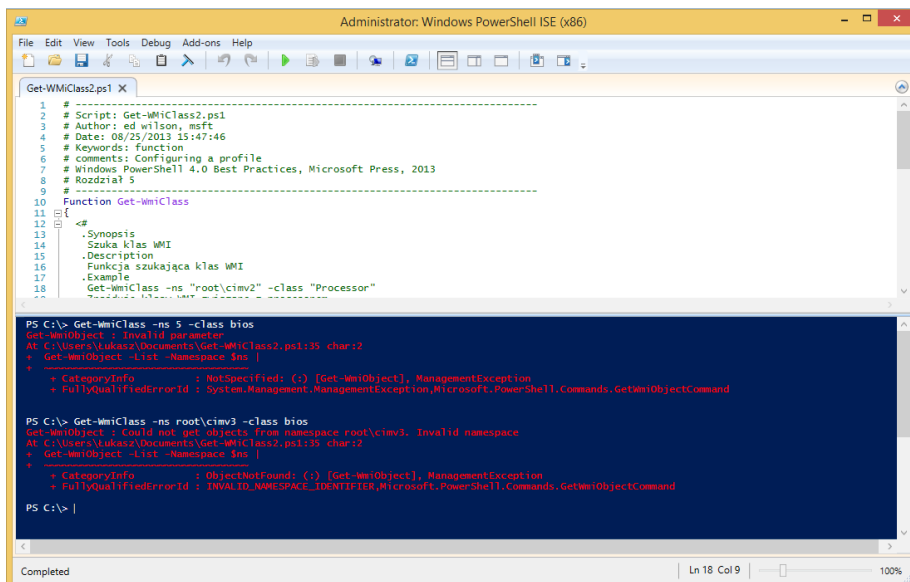 Administrator: Windows PowerShell ISE (x86)
File Edit View Tools Debug Add-ons Help
Get-WMiClass2.ps1 X
1 # -----------------------------------------------------------------------------
2 # Script: Get-WMiClass2.ps1
3 # Author: ed wilson, msft
4 # Date: 08/25/2013 15:47:46
5 # Keywords: function
6 # comments: Configuring a profile
7 # Windows PowerShell 4.0 Best Practices, Microsoft Press, 2013
8 # Rozdział 5
9 # -----------------------------------------------------------------------------
10 Function Get-WmiClass
11 {
12 <#
13 .Synopsis
14 Szuka klas WMI
15 .Description
16 Funkcja szukająca klas WMI
17 .Example
18 Get-WmiClass -ns "root\cimv2" -class "Processor"
PS C:\> Get-WmiClass -ns 5 -class bios
Get-WmiObject : Invalid parameter
At C:\Users\Łukasz\Documents\Get-WMiClass2.ps1:35 char:2
+ Get-WmiObject -List -Namespace $ns |
+ ~~~~~~~~~~~~~~~~~~~~~~~~~~~~~~~~~~
+ CategoryInfo : NotSpecified: (:) [Get-WmiObject], ManagementException
+ FullyQualifiedErrorId : System.Management.ManagementException,Microsoft.PowerShell.Commands.GetWmiObjectCommand
PS C:\> Get-WmiClass -ns root\cimv3 -class bios
Get-WmiObject : Could not get objects from namespace root\cimv3. Invalid namespace
At C:\Users\Łukasz\Documents\Get-WMiClass2.ps1:35 char:2
+ Get-WmiObject -List -Namespace $ns |
+ ~~~~~~~~~~~~~~~~~~~~~~~~~~~~~~~~~~
+ CategoryInfo : ObjectNotFound: (:) [Get-WmiObject], ManagementException
+ FullyQualifiedErrorId : INVALID_NAMESPACE_IDENTIFIER,Microsoft.PowerShell.Commands.GetWmiObjectCommand
PS C:\> |
Completed
Ln 18 Col 9
100%